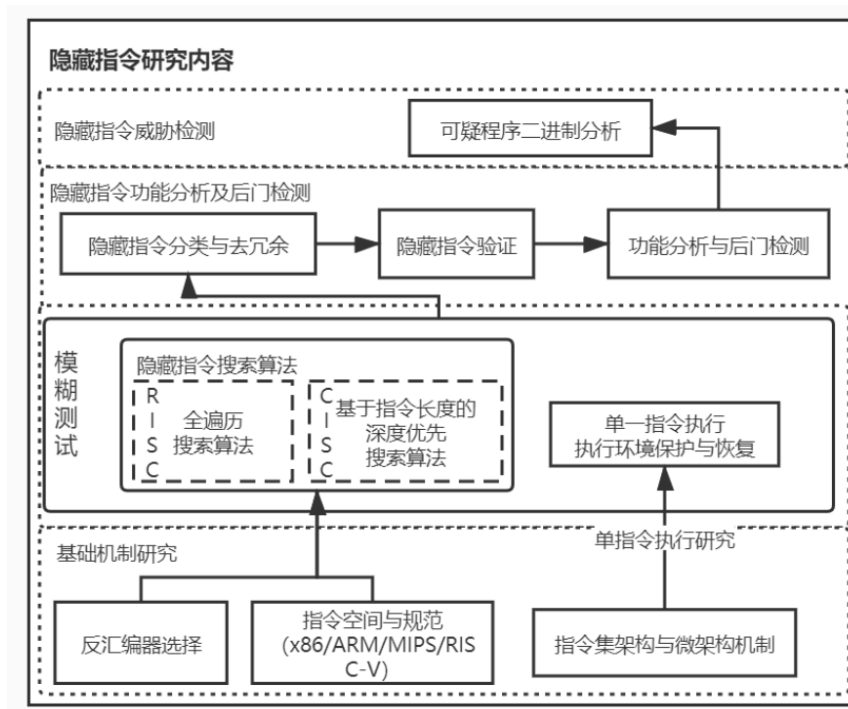 隐藏指令研究内容
隐藏指令威胁检测
可疑程序二进制分析
隐藏指令功能分析及后门检测
隐藏指令分类与去冗余
隐藏指令验证
功能分析与后门检测
模糊测试
隐藏指令搜索算法
RISC
全遍历
搜索算法
CISC
基于指令长度的
深度优先
搜索算法
单一指令执行
执行环境保护与恢复
基础机制研究
单指令执行研究
反汇编器选择
指令空间与规范
(x86/ARM/MIPS/RIS
C-V)
指令集架构与微架构机制